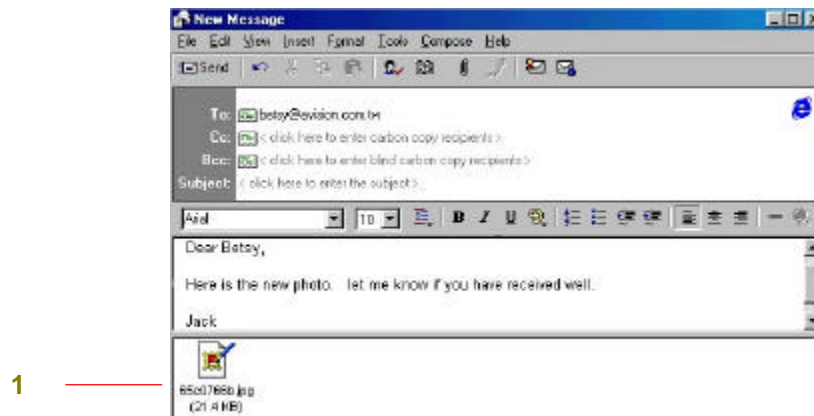 New Message
File Edit View Insert Format Tools Compose Help
Send
To: betsy@avision.com.tw
Cc: < click here to enter carbon copy recipients >
Bcc: < click here to enter blind carbon copy recipients >
Subject: < click here to enter the subject >
Arial 10 B I U
Dear Betsy,
Here is the new photo. let me know if you have received well.
Jack
1
.jpg
(21.4 KB)